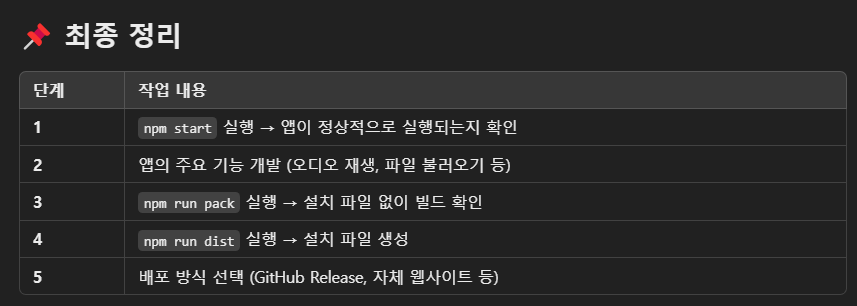 📌 최종 정리
단계 작업 내용
1 npm start 실행 → 앱이 정상적으로 실행되는지 확인
2 앱의 주요 기능 개발 (오디오 재생, 파일 불러오기 등)
3 npm run pack 실행 → 설치 파일 없이 빌드 확인
4 npm run dist 실행 → 설치 파일 생성
5 배포 방식 선택 (GitHub Release, 자체 웹사이트 등)